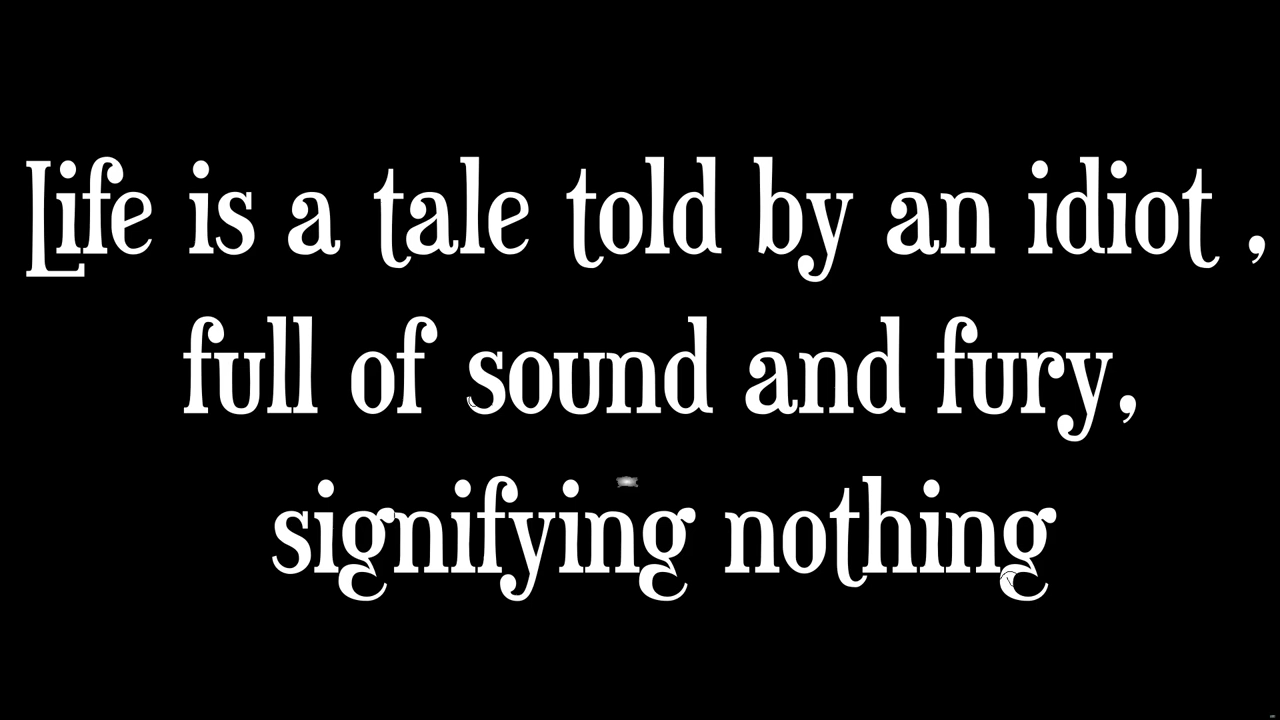 Life is a tale told by an idiot ,
full of sound and fury,
signifying nothing